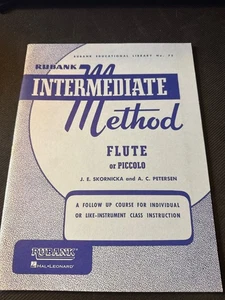 RUBANK EDUCATIONAL LIBRARY No. 73
RUBANK
INTERMEDIATE
Method
FLUTE
or PICCOLO
J. E. SKORNICKA and A. C. PETERSEN
A FOLLOW UP COURSE FOR INDIVIDUAL
OR LIKE-INSTRUMENT CLASS INSTRUCTION
RUBANK
HAL•LEONARD®